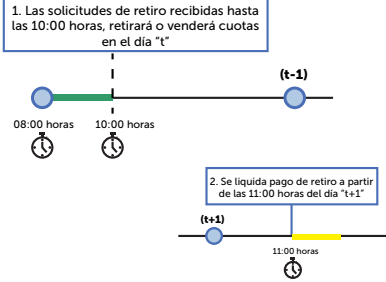 1. Las solicitudes de retiro recibidas hasta
las 10:00 horas, retirará o venderá cuotas
en el día "t"
(t-1)
08:00 horas
10:00 horas
2. Se liquida pago de retiro a partir
de las 11:00 horas del día "t+1"
(t+1)
11:00 horas